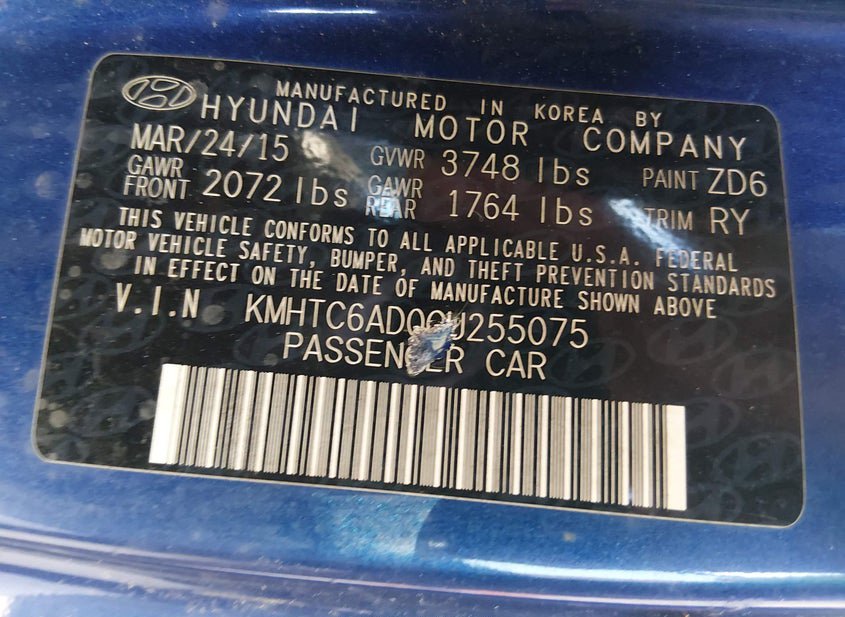 MANUFACTURED IN KOREA BY
HYUNDAI MOTOR COMPANY
MAR/24/15 GVWR 3748 lbs PAINT ZD6
GAWR FRONT 2072 lbs GAWR REAR 1764 lbs TRIM RY
THIS VEHICLE CONFORMS TO ALL APPLICABLE U.S.A. FEDERAL
MOTOR VEHICLE SAFETY, BUMPER, AND THEFT PREVENTION STANDARDS
IN EFFECT ON THE DATE OF MANUFACTURE SHOWN ABOVE
V.I.N KMHTC6AD0GU255075
PASSENGER CAR